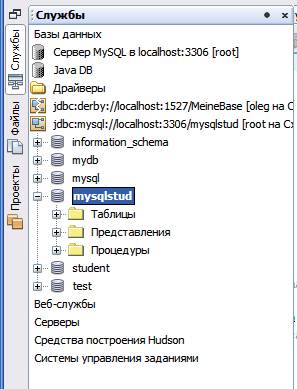 Службы
Базы данных
Сервер MySQL в localhost:3306 [root]
Java DB
Драйверы
jdbc:derby://localhost:1527/MeineBase [oleg на C
jdbc:mysql://localhost:3306/mysqlstud [root на Сх
information_schema
mydb
mysql
mysqlstud
Таблицы
Представления
Процедуры
student
test
Веб-службы
Серверы
Средства построения Hudson
Системы управления заданиями
Службы
Файлы
Проекты